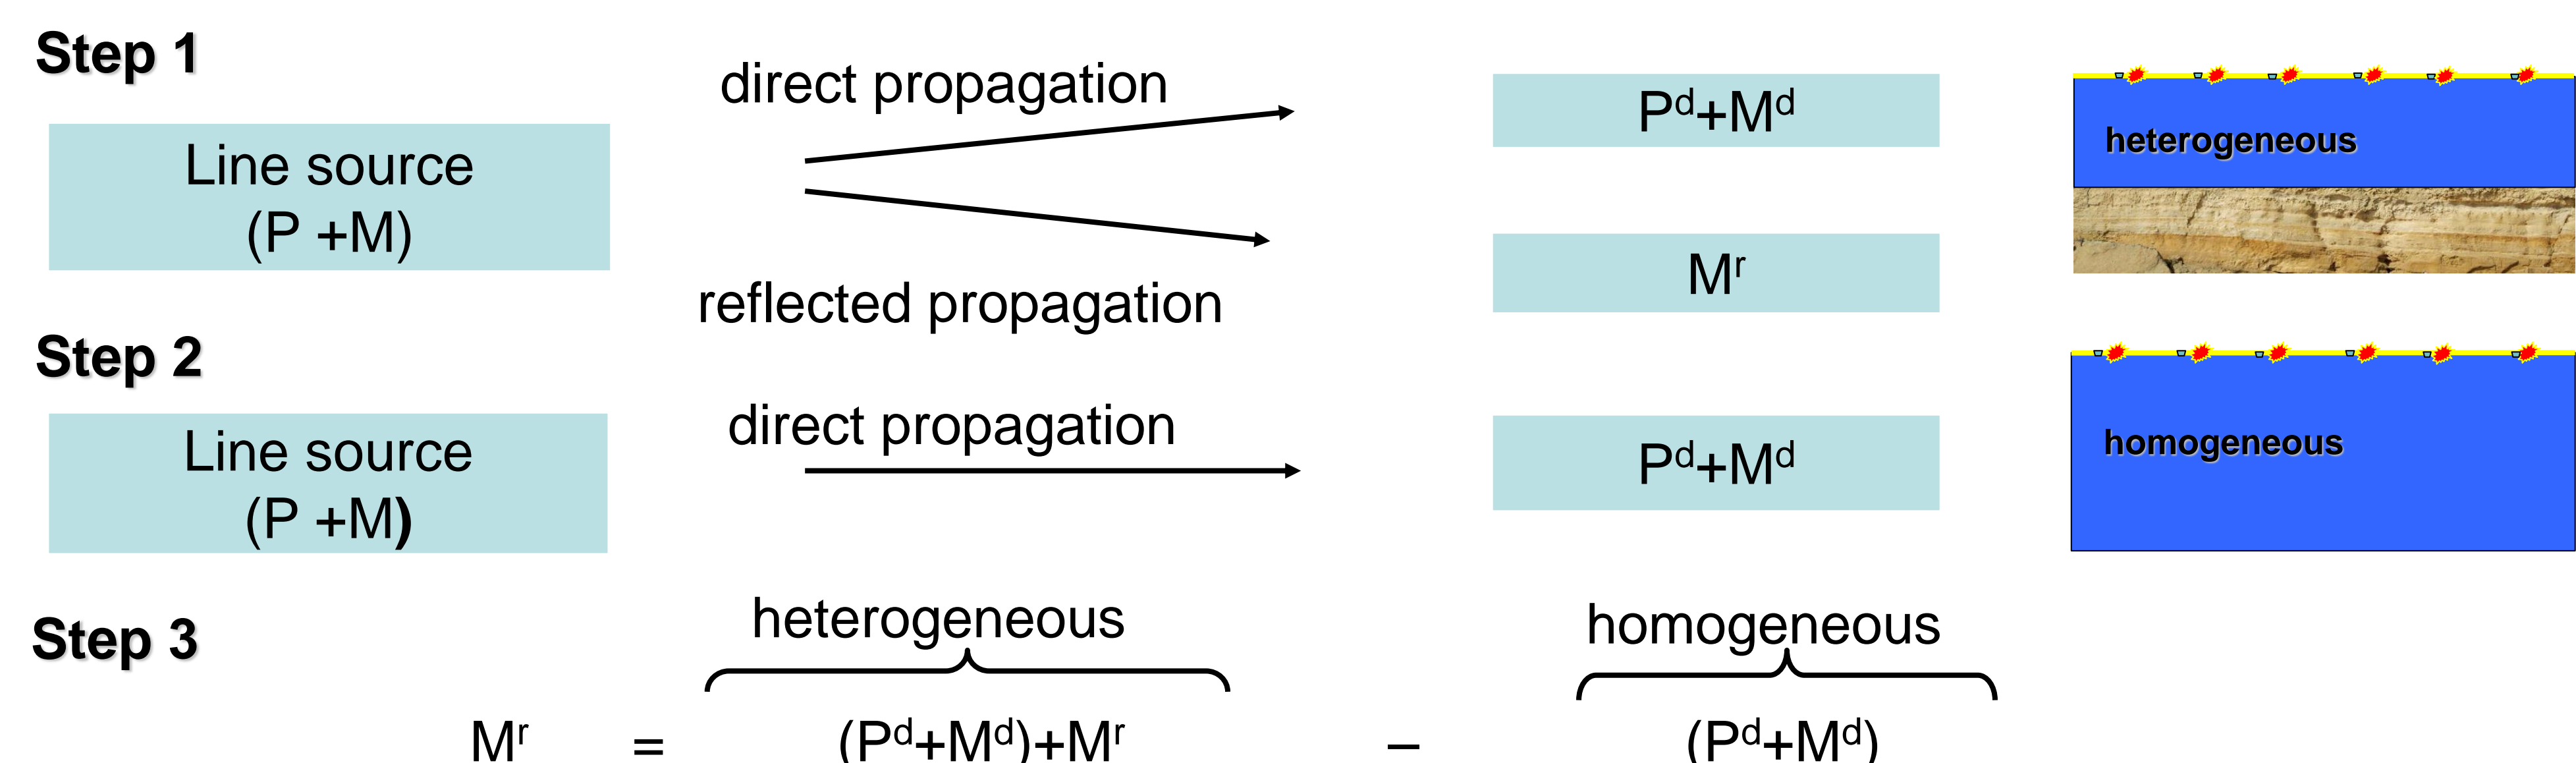 Step 1
direct propagation
Line source
(P +M)
Pᵈ+Mᵈ
heterogeneous
Mʳ
reflected propagation
Step 2
direct propagation
Line source
(P +M)
Pᵈ+Mᵈ
homogeneous
Step 3
heterogeneous
homogeneous
Mʳ = (Pᵈ+Mᵈ)+Mʳ – (Pᵈ+Mᵈ)